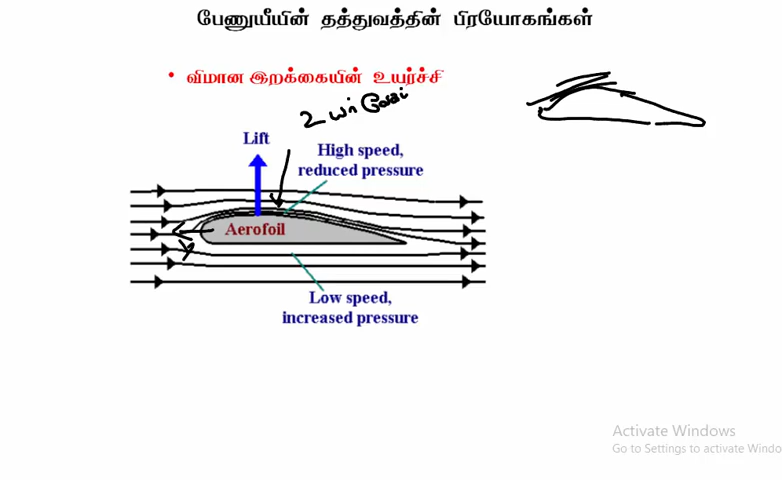 பேணுயீயின் தத்துவத்தின் பிரயோகங்கள்
• விமான இறக்கையின் உயர்ச்சி
Lift
High speed,
reduced pressure
Aerofoil
Low speed,
increased pressure
Activate Windows
Go to Settings to activate Windo